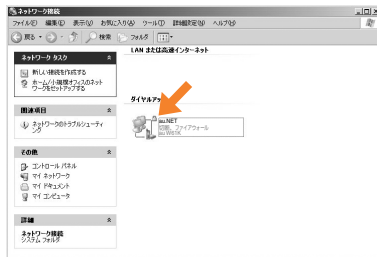 ネットワーク接続
ファイル(F) 編集(E) 表示(V) お気に入り(A) ツール(T) 詳細設定(N) ヘルプ(H)
戻る 検索 フォルダ
ネットワーク タスク
新しい接続を作成する
ホーム/小規模オフィスのネットワークをセットアップする
関連項目
ネットワークのトラブルシューティング
その他
コントロール パネル
マイ ネットワーク
マイ ドキュメント
マイ コンピュータ
詳細
ネットワーク接続
システム フォルダ
LAN または高速インターネット
ダイヤルアッ
au.NET
切断、ファイアウォール
au W61K